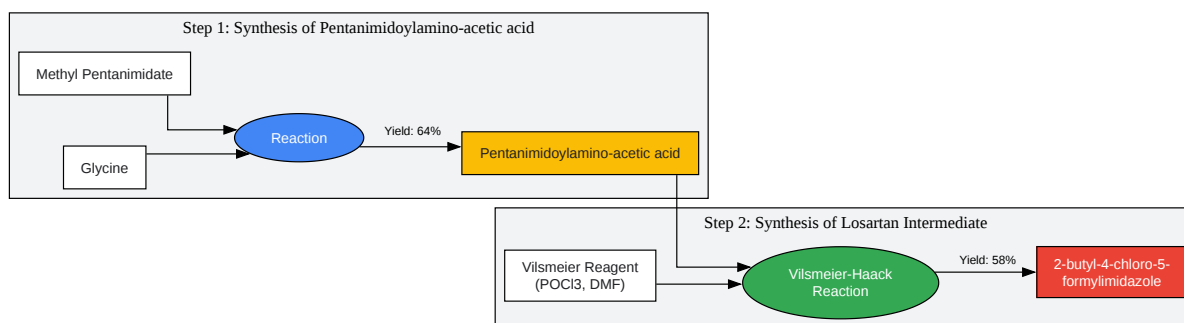 Step 1: Synthesis of Pentanimidoylamino-acetic acid
Methyl Pentanimidate
Glycine
Reaction
Yield: 64%
Pentanimidoylamino-acetic acid
Step 2: Synthesis of Losartan Intermediate
Vilsmeier Reagent
(POCl3, DMF)
Vilsmeier-Haack
Reaction
Yield: 58%
2-butyl-4-chloro-5-
formylimidazole